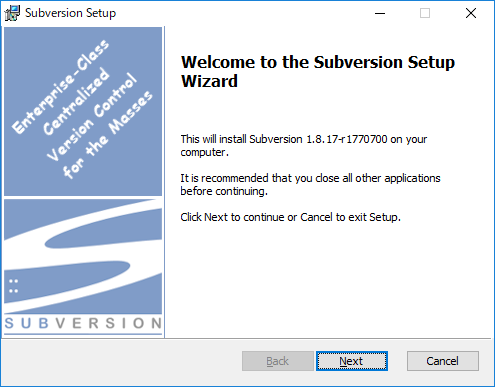 Subversion Setup
Enterprise-Class
Centralized
Version Control
for the Masses
Welcome to the Subversion Setup
Wizard
This will install Subversion 1.8.17-r1770700 on your
computer.
It is recommended that you close all other applications
before continuing.
Click Next to continue or Cancel to exit Setup.
SUBVERSION
Back
Next
Cancel